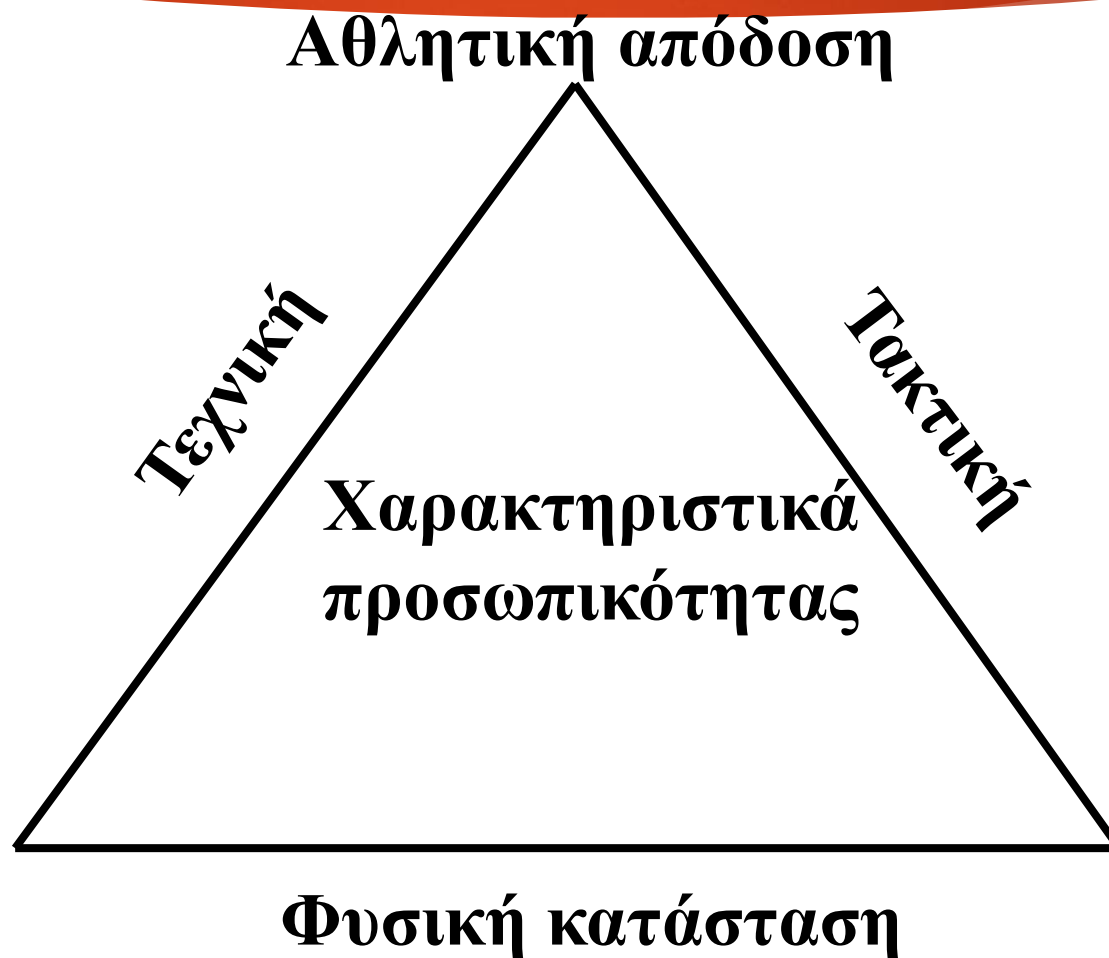 Αθλητική απόδοση
Τεχνική
Τακτική
Χαρακτηριστικά
προσωπικότητας
Φυσική κατάσταση